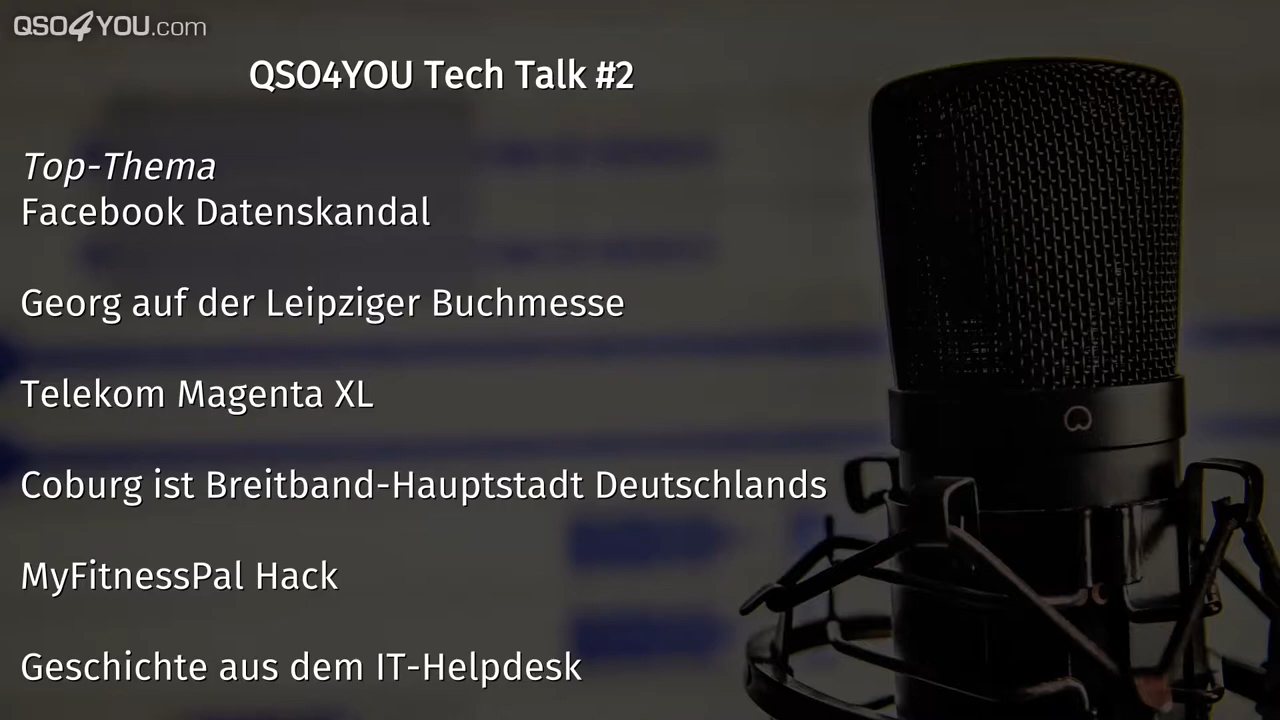 QSO4YOU.com
QSO4YOU Tech Talk #2
Top-Thema
Facebook Datenskandal
Georg auf der Leipziger Buchmesse
Telekom Magenta XL
Coburg ist Breitband-Hauptstadt Deutschlands
MyFitnessPal Hack
Geschichte aus dem IT-Helpdesk